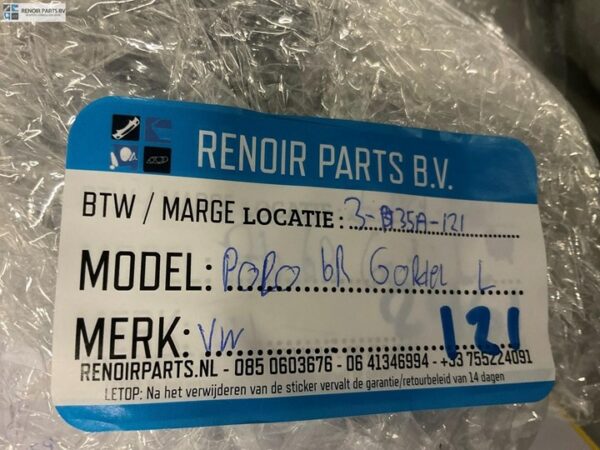 RENOIR PARTS BV
RENOIR PARTS B.V.
BTW / MARGE LOCATIE: 3-B35A-121
MODEL: POLO 6R Gordel L
MERK: VW 121
RENOIRPARTS.NL - 085 0603676 - 06 41346994 - +33 755224091
LETOP: Na het verwijderen van de sticker vervalt de garantie/retourbeleid van 14 dagen